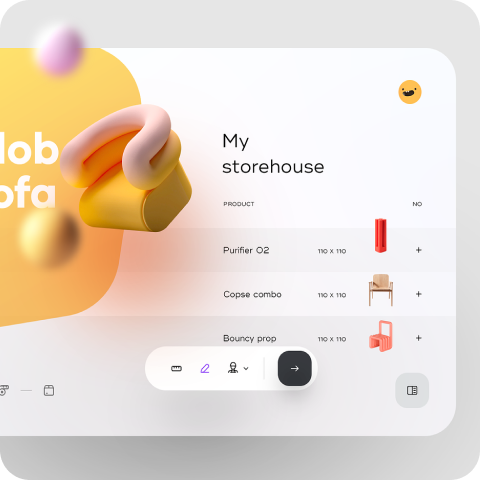 lob
ofa
My
storehouse
PRODUCT NO
Purifier O2 110 X 110 +
Copse combo 110 X 110 +
Bouncy prop 110 X 110 +